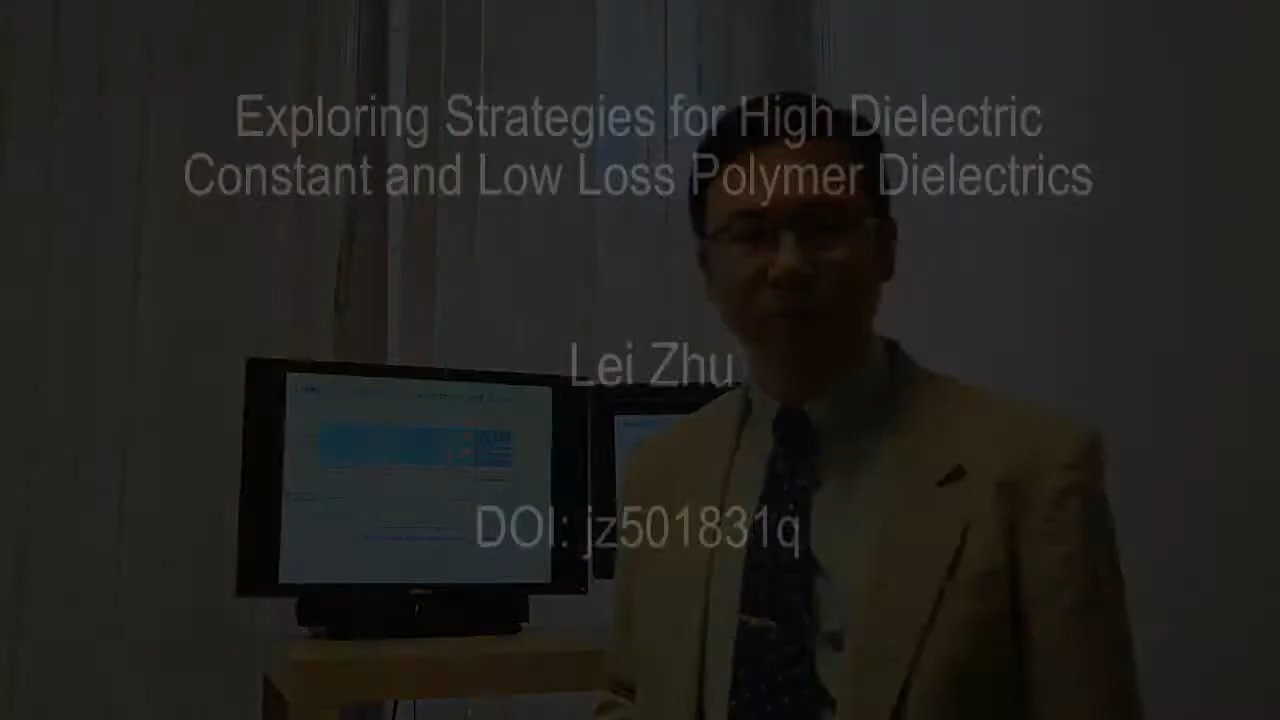 Exploring Strategies for High Dielectric
Constant and Low Loss Polymer Dielectrics
Lei Zhu
DOI: jz501831q